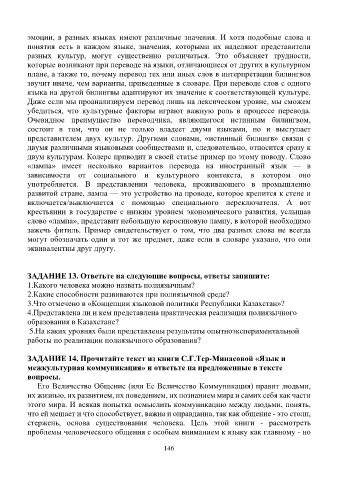 эмоции, в разных языках имеют различные значения. И хотя подобные слова и
понятия есть в каждом языке, значения, которыми их наделяют представители
разных культур, могут существенно различаться. Это объясняет трудности,
которые возникают при переводе на языки, отличающиеся от других в культурном
плане, а также то, почему перевод тех или иных слов в интерпретации билингвов
звучит иначе, чем варианты, приведенные в словаре. При переводе слов с одного
языка на другой билингвы адаптируют их значение к соответствующей культуре.
Даже если мы проанализируем перевод лишь на лексическом уровне, мы сможем
убедиться, что культурные факторы играют важную роль в процессе перевода.
Очевидное преимущество переводчика, являющегося истинным билингвом,
состоит в том, что он не только владеет двумя языками, но и выступает
представителем двух культур. Другими словами, «истинный билингв» связан с
двумя различными языковыми сообществами и, следовательно, относится сразу к
двум культурам. Колерс приводит в своей статье пример по этому поводу. Слово
«лампа» имеет несколько вариантов перевода на иностранный язык — в
зависимости от социального и культурного контекста, в котором оно
употребляется. В представлении человека, проживающего в промышленно
развитой стране, лампа — это устройство на проводе, которое крепится к стене и
включается/выключается с помощью специального переключателя. А вот
крестьянин в государстве с низким уровнем экономического развития, услышав
слово «лампа», представит небольшую керосиновую лампу, в которой необходимо
зажечь фитиль. Пример свидетельствует о том, что два разных слова не всегда
могут обозначать один и тот же предмет, даже если в словаре указано, что они
эквивалентны друг другу.
ЗАДАНИЕ 13. Ответьте на следующие вопросы, ответы запишите:
1.Какого человека можно назвать полиязычным?
2.Какие способности развиваются при полиязычной среде?
3.Что отмечено в «Концепции языковой политики Республики Казахстан»?
4.Представлена ли и кем представлена практическая реализация полиязычного
образования в Казахстане?
5.На каких уровнях были представлены результаты опытноэкспериментальной
работы по реализации полиязычного образования?
ЗАДАНИЕ 14. Прочитайте текст из книги С.Г.Тер-Минасовой «Язык и
межкультурная коммуникация» и ответьте на предложенные в тексте
вопросы.
Его Величество Общение (или Ее Величество Коммуникация) правит людьми,
их жизнью, их развитием, их поведением, их познанием мира и самих себя как части
этого мира. И всякая попытка осмыслить коммуникацию между людьми, понять,
что ей мешает и что способствует, важна и оправданна, так как общение - это столп,
стержень, основа существования человека. Цель этой книги - рассмотреть
проблемы человеческого общения с особым вниманием к языку как главному - но
146